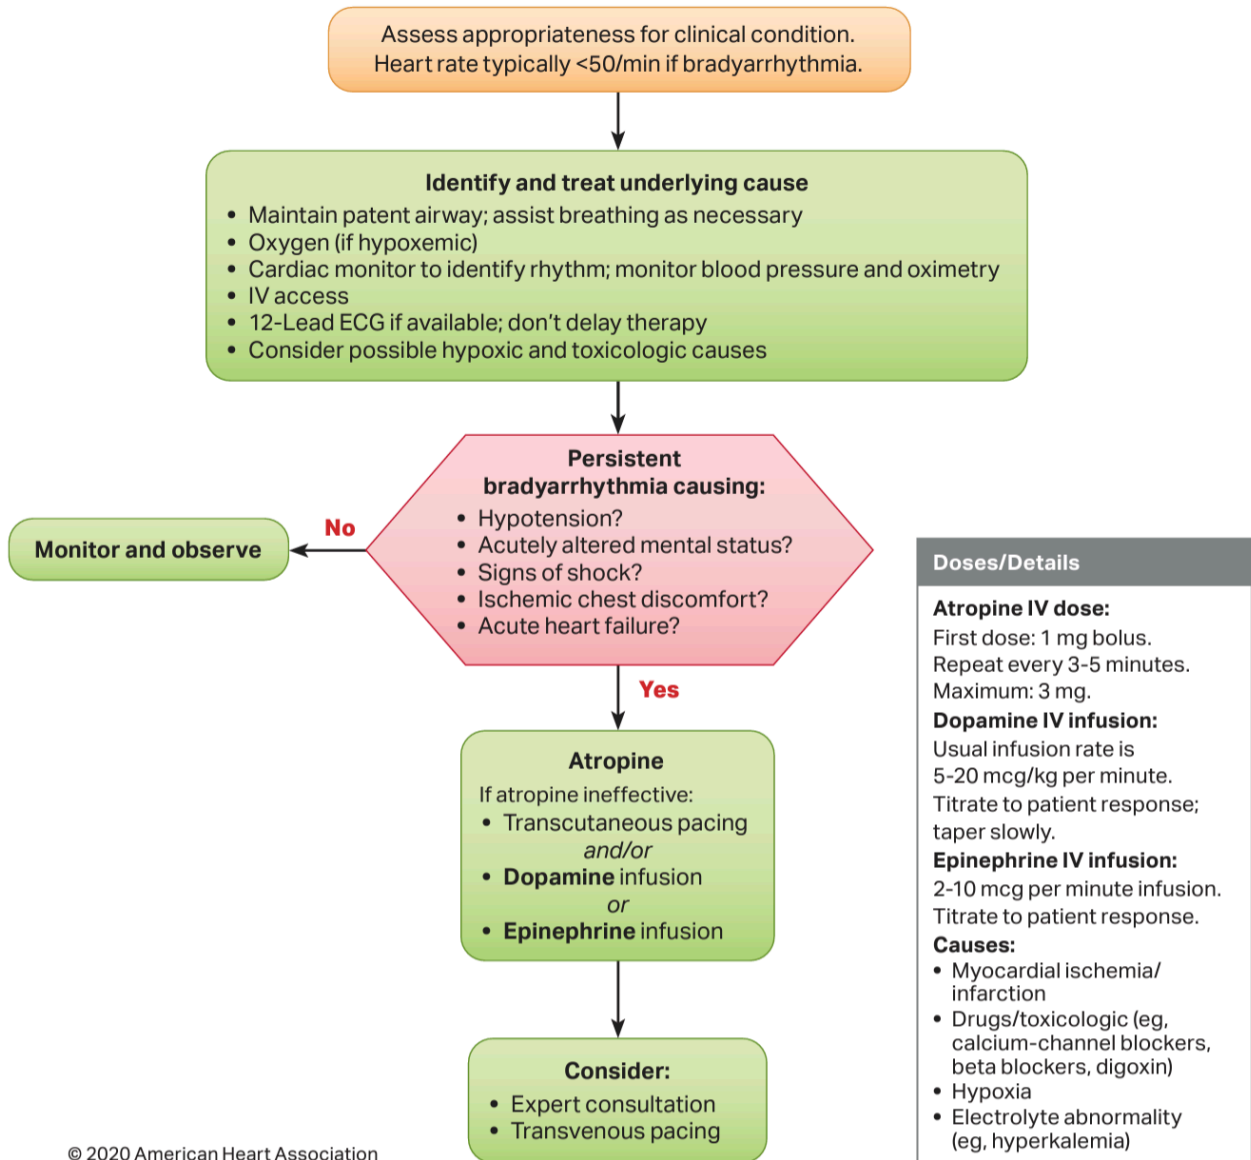 Assess appropriateness for clinical condition.
Heart rate typically <50/min if bradyarrhythmia.
Identify and treat underlying cause
• Maintain patent airway; assist breathing as necessary
• Oxygen (if hypoxemic)
• Cardiac monitor to identify rhythm; monitor blood pressure and oximetry
• IV access
• 12-Lead ECG if available; don’t delay therapy
• Consider possible hypoxic and toxicologic causes
Persistent
bradyarrhythmia causing:
• Hypotension?
• Acutely altered mental status?
• Signs of shock?
• Ischemic chest discomfort?
• Acute heart failure?
No
Monitor and observe
Yes
Atropine
If atropine ineffective:
• Transcutaneous pacing
and/or
• Dopamine infusion
or
• Epinephrine infusion
Consider:
• Expert consultation
• Transvenous pacing
Doses/Details
Atropine IV dose:
First dose: 1 mg bolus.
Repeat every 3-5 minutes.
Maximum: 3 mg.
Dopamine IV infusion:
Usual infusion rate is
5-20 mcg/kg per minute.
Titrate to patient response;
taper slowly.
Epinephrine IV infusion:
2-10 mcg per minute infusion.
Titrate to patient response.
Causes:
• Myocardial ischemia/
infarction
• Drugs/toxicologic (eg,
calcium-channel blockers,
beta blockers, digoxin)
• Hypoxia
• Electrolyte abnormality
(eg, hyperkalemia)
© 2020 American Heart Association